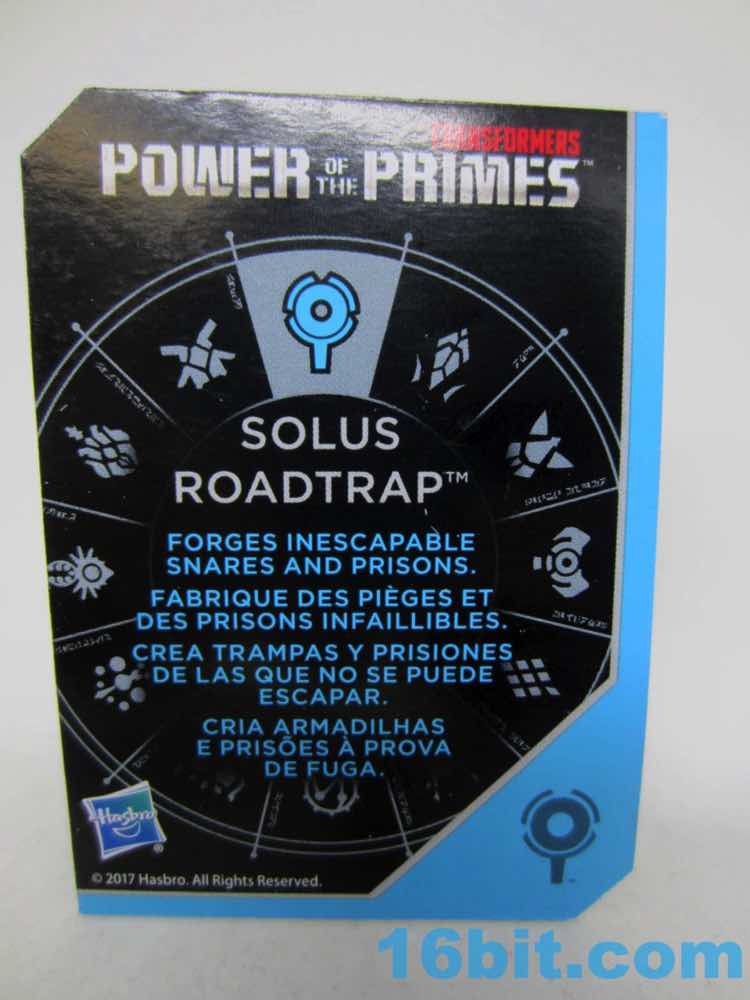 TRANSFORMERS
POWER OF THE PRIMES™
SOLUS
ROADTRAP™
FORGES INESCAPABLE
SNARES AND PRISONS.
FABRIQUE DES PIÈGES ET
DES PRISONS INFAILLIBLES.
CREA TRAMPAS Y PRISIONES
DE LAS QUE NO SE PUEDE
ESCAPAR.
CRIA ARMADILHAS
E PRISÕES À PROVA
DE FUGA.
Hasbro
®
© 2017 Hasbro. All Rights Reserved.
16bit.com